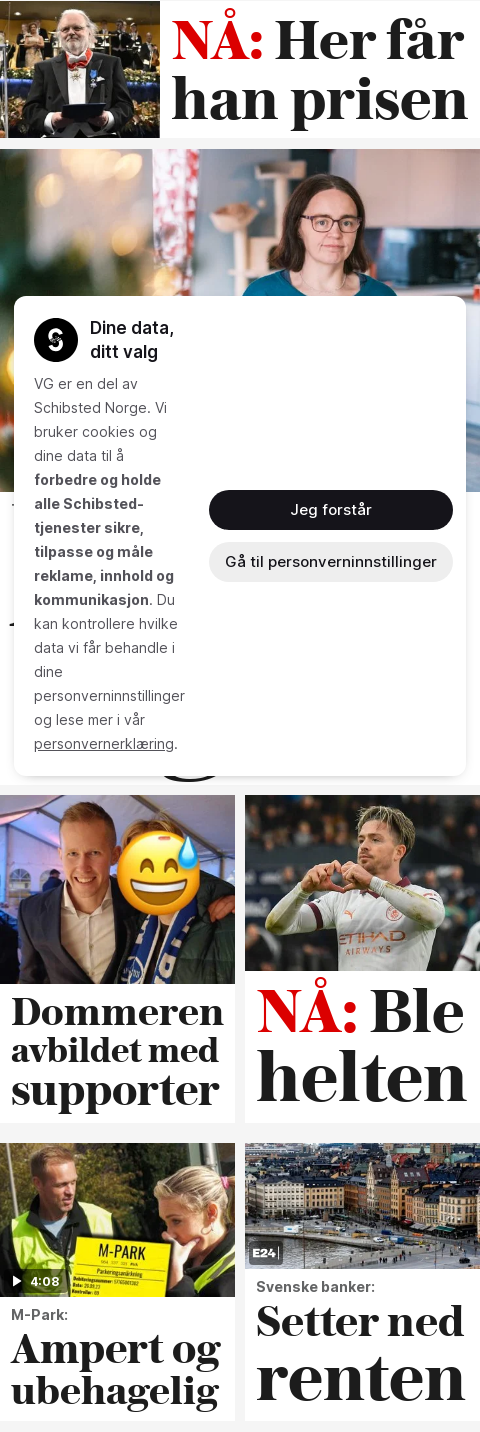 NÅ: Her får
han prisen
Dine data,
ditt valg
VG er en del av
Schibsted Norge. Vi
bruker cookies og
dine data til å
forbedre og holde
alle Schibsted-
tjenester sikre,
tilpasse og måle
reklame, innhold og
kommunikasjon. Du
kan kontrollere hvilke
data vi får behandle i
dine
personverninnstillinger
og lese mer i vår
personvernerklæring.
Jeg forstår
Gå til personverninnstillinger
ETIHAD
AIRWAYS
Dommeren
avbildet med
supporter
NÅ: Ble
helten
M-PARK
Parkeringsanmerkning
4:08
E24
M-Park:
Ampert og
ubehagelig
Svenske banker:
Setter ned
renten